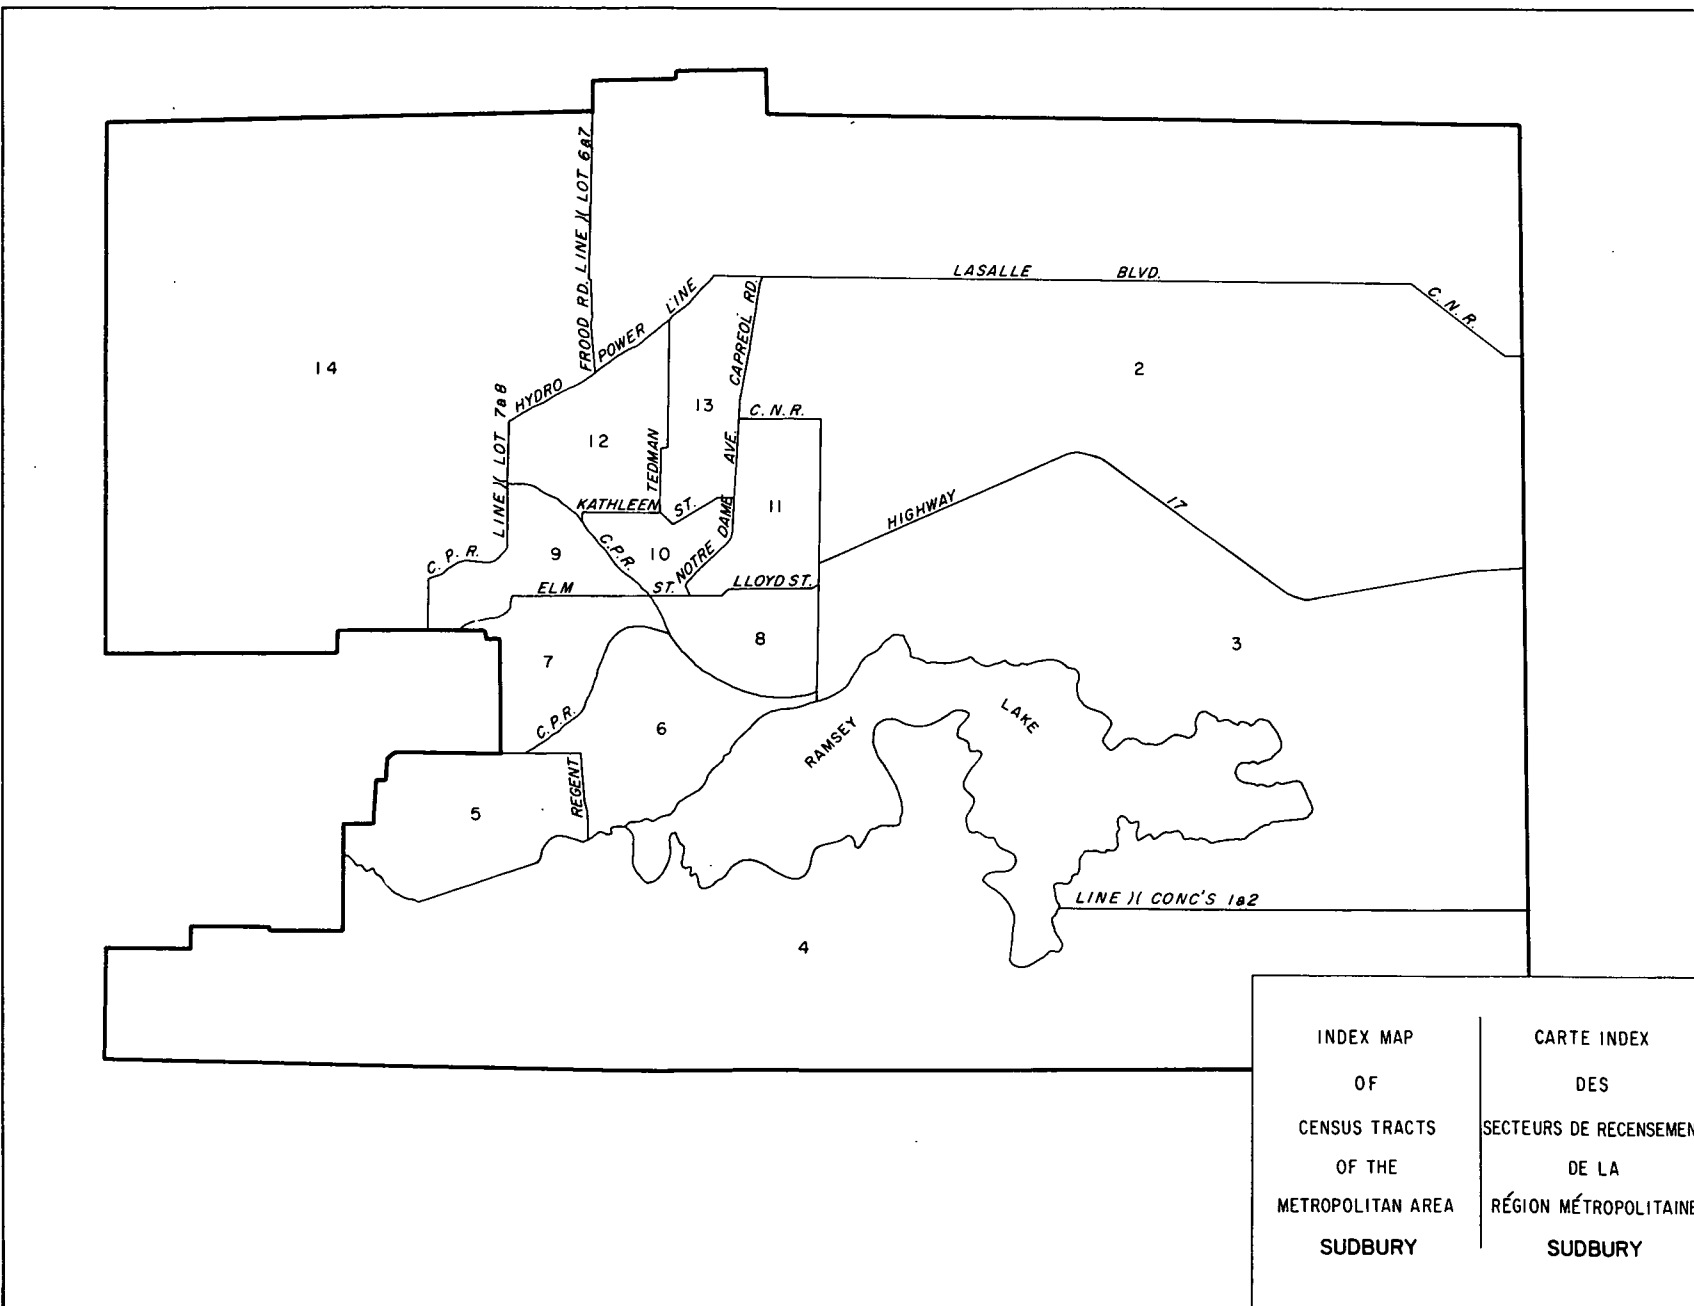 FROOD RD. LINE )( LOT 6&7
LASALLE BLVD.
C. N. R.
HYDRO POWER LINE
CAPREOL RD.
14
2
LINE )( LOT 7&8
13
C. N. R.
12
TEDMAN
AVE.
KATHLEEN ST.
11
HIGHWAY 17
NOTRE DAME
C. P. R.
9
C.P.R.
10
ELM ST.
LLOYD ST.
7
8
3
C.P.R.
6
RAMSEY LAKE
REGENT
5
LINE )( CONC'S 1&2
4
INDEX MAP
OF
CENSUS TRACTS
OF THE
METROPOLITAN AREA
SUDBURY
CARTE INDEX
DES
SECTEURS DE RECENSEMEN
DE LA
RÉGION MÉTROPOLITAINE
SUDBURY